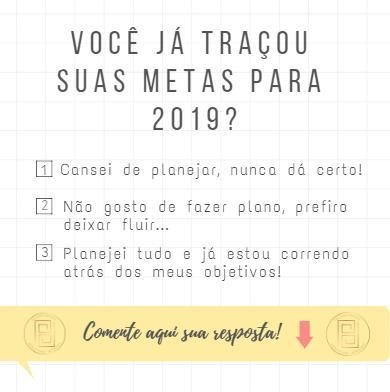 VOCÊ JÁ TRAÇOU
SUAS METAS PARA
2019?
1 Cansei de planejar, nunca dá certo!
2 Não gosto de fazer plano, prefiro
deixar fluir...
3 Planejei tudo e já estou correndo
atrás dos meus objetivos!
Comente aqui sua resposta!